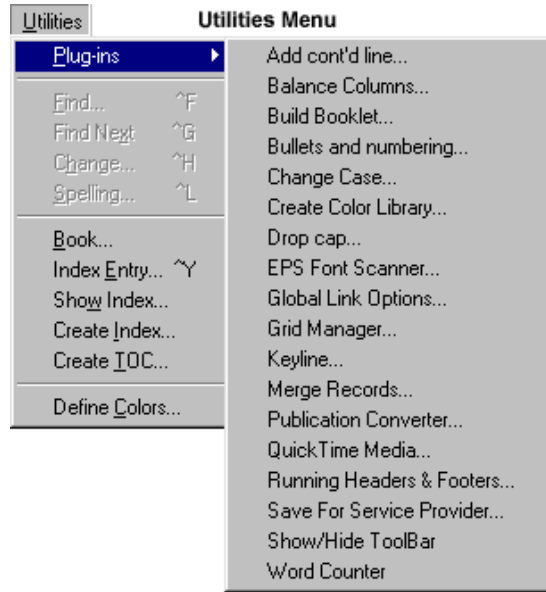 Utilities
Utilities Menu
Plug-ins
Find... ^F
Find Next ^G
Change... ^H
Spelling... ^L
Book...
Index Entry... ^Y
Show Index...
Create Index...
Create TOC...
Define Colors...
Add cont'd line...
Balance Columns...
Build Booklet...
Bullets and numbering...
Change Case...
Create Color Library...
Drop cap...
EPS Font Scanner...
Global Link Options...
Grid Manager...
Keyline...
Merge Records...
Publication Converter...
QuickTime Media...
Running Headers & Footers...
Save For Service Provider...
Show/Hide ToolBar
Word Counter